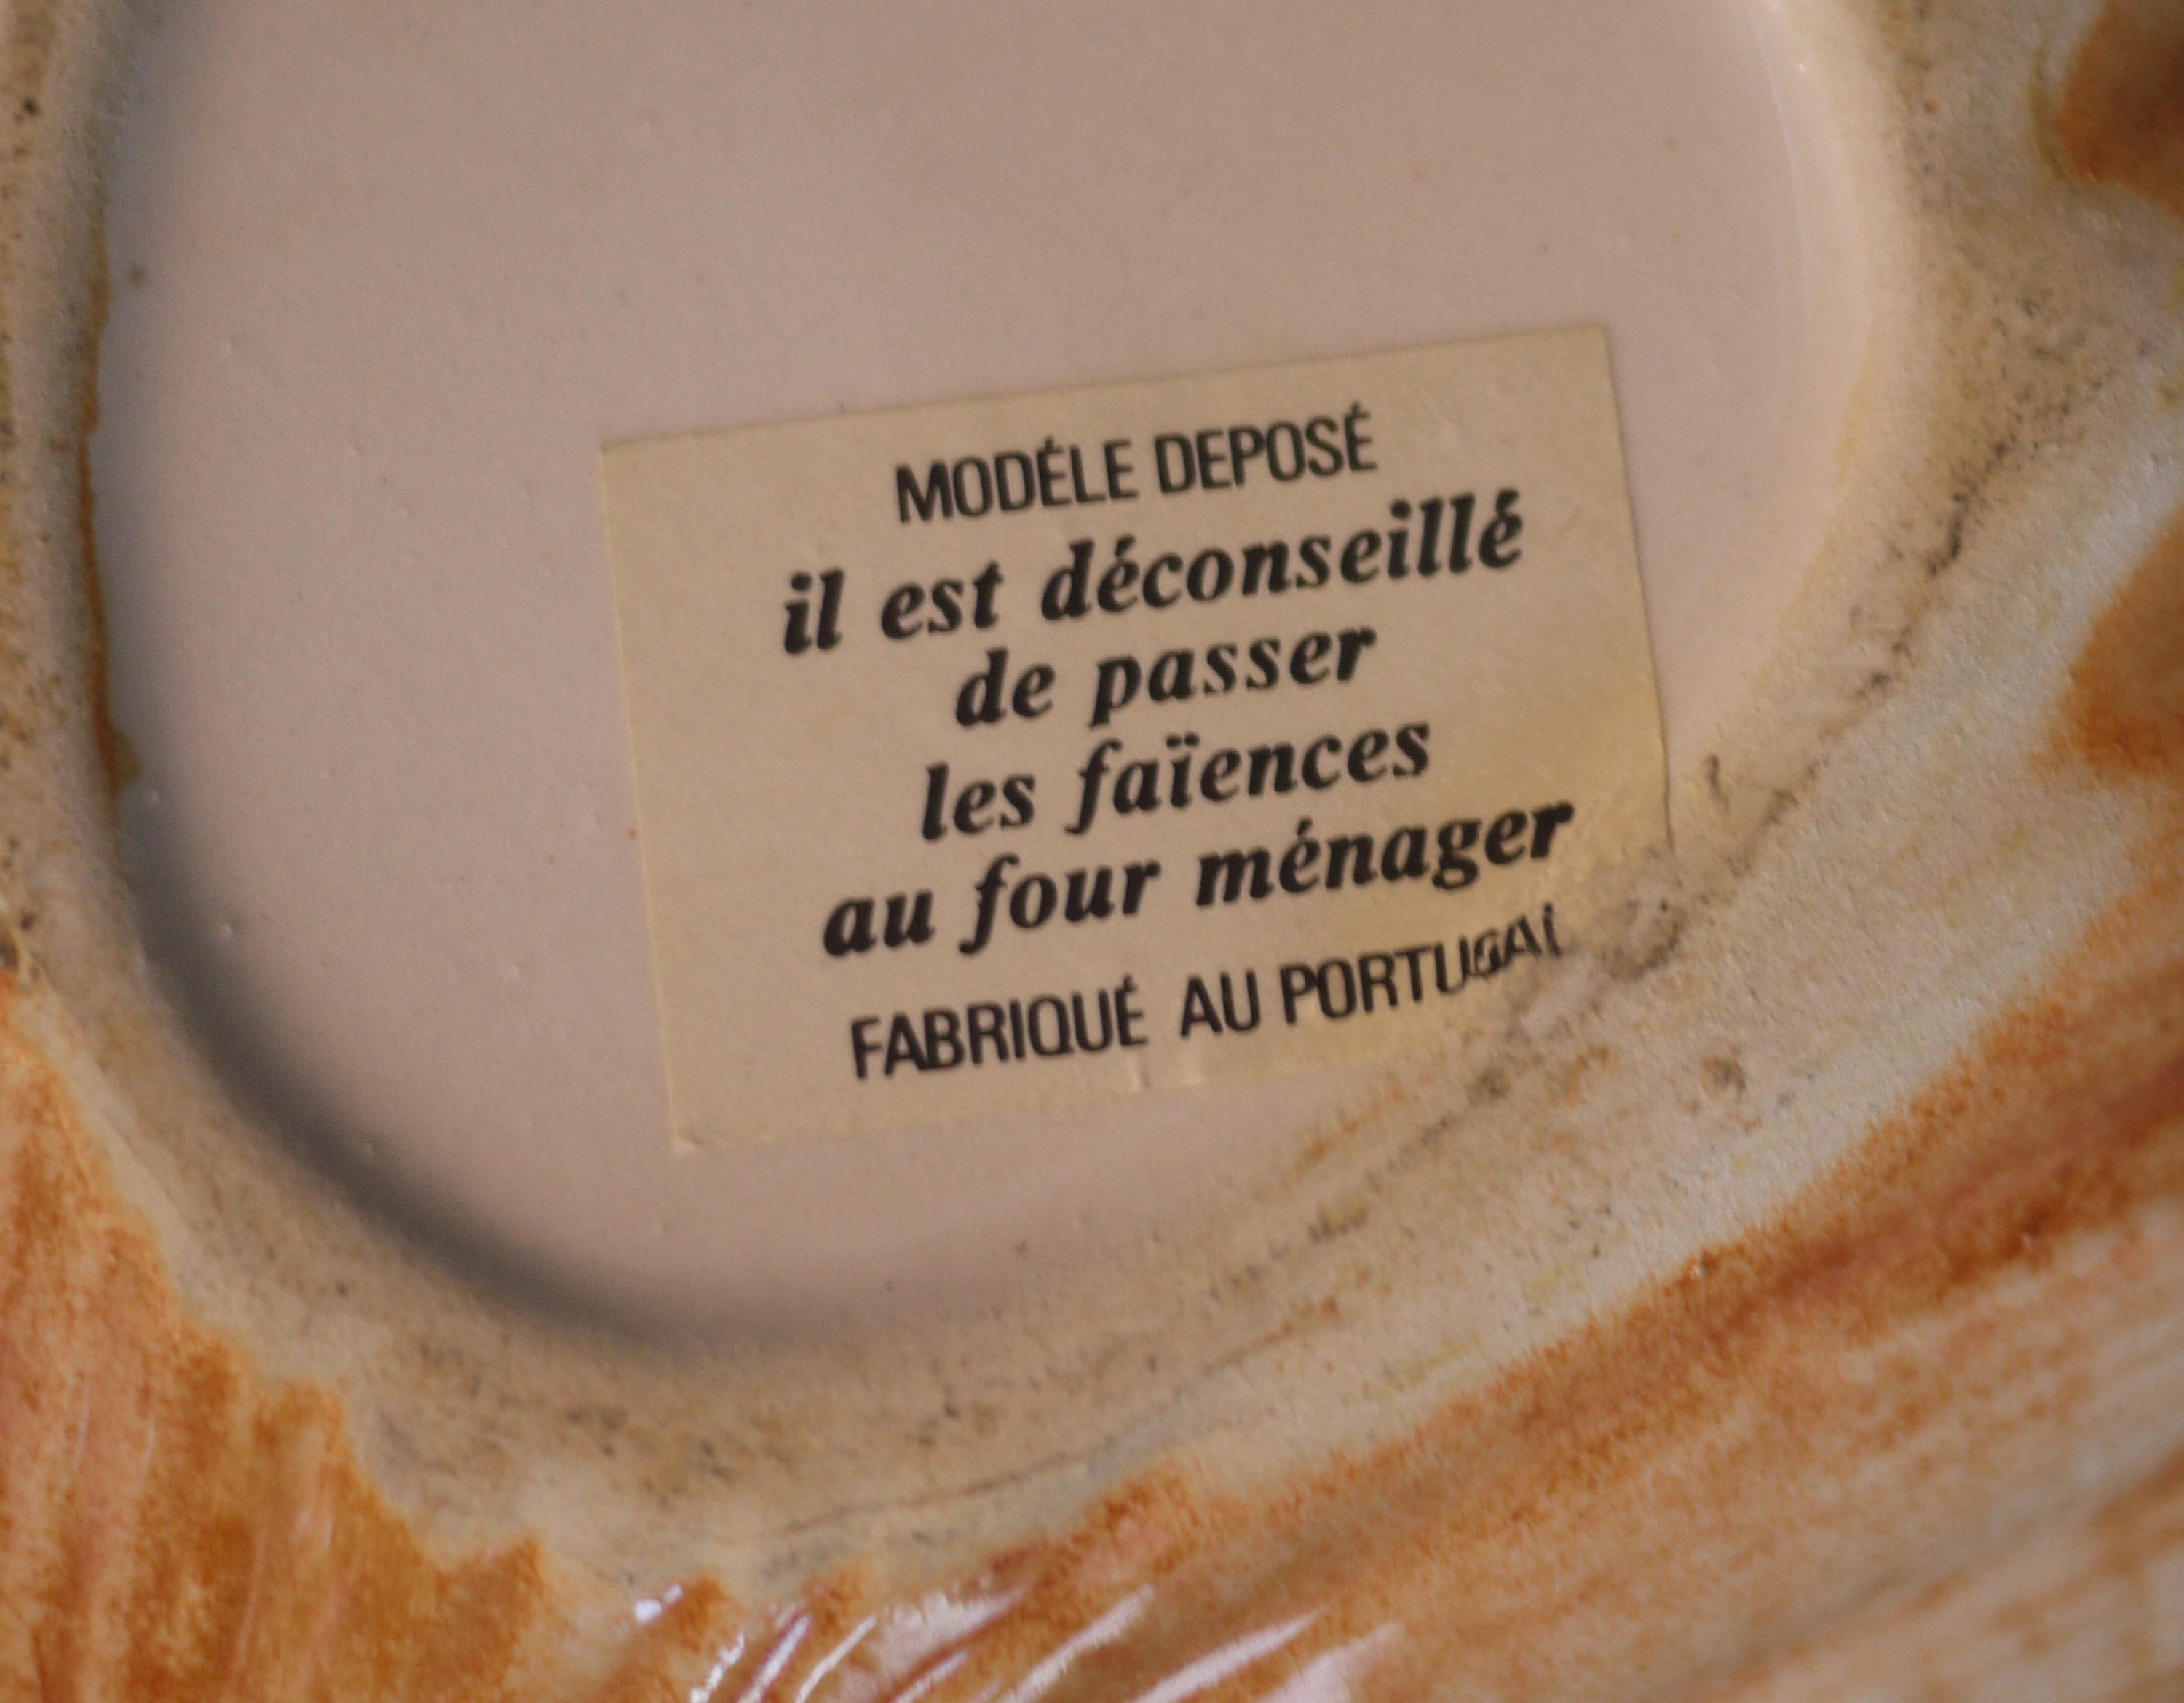 MODÉLE DEPOSÉ
il est déconseillé
de passer
les faïences
au four ménager
FABRIQUÉ AU PORTUGAL